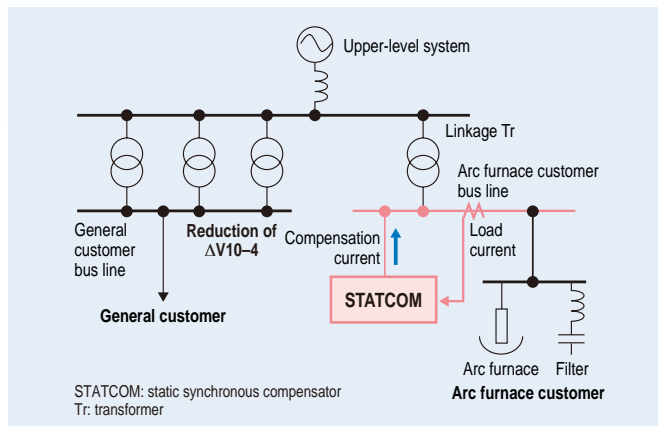 Upper-level system
Linkage Tr
Arc furnace customer
bus line
General
customer
bus line
Reduction of
ΔV10–4
Compensation
current
Load
current
STATCOM
General customer
Arc furnace
Filter
Arc furnace customer
STATCOM: static synchronous compensator
Tr: transformer